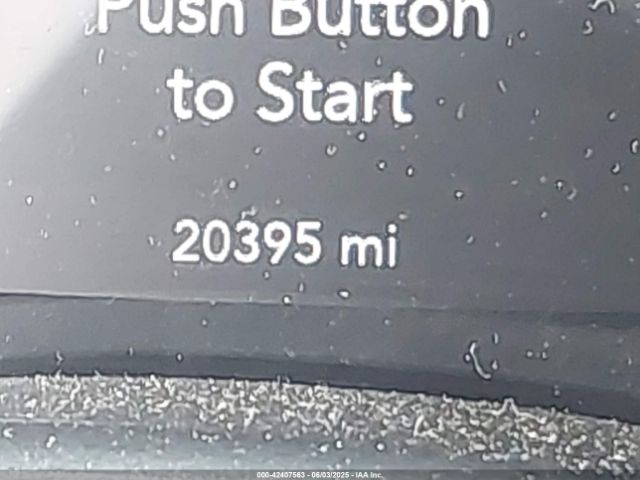 Push Button
to Start
20395 mi
000-42407563 - 06/03/2025 - IAA Inc.